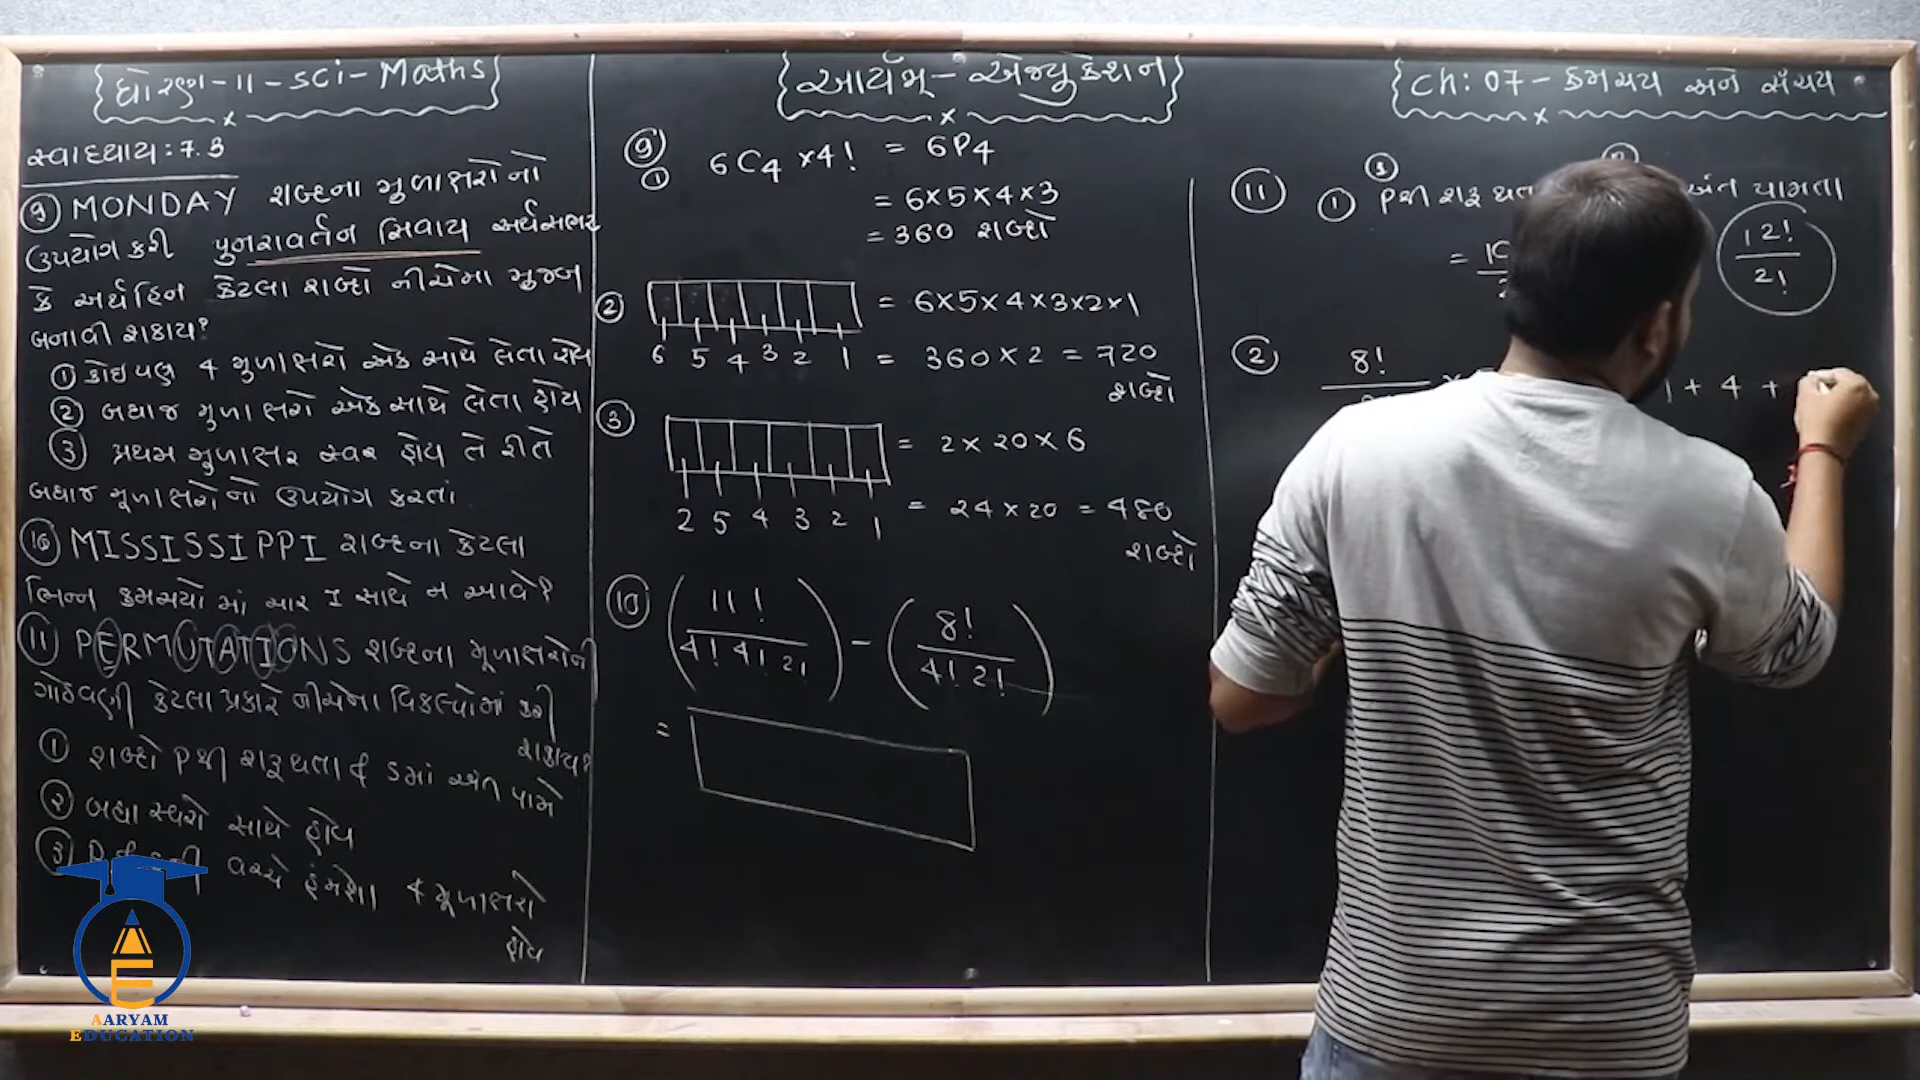 ધોરણ-11-sci-Maths
સ્વાધ્યાય: 7.3
9 MONDAY શબ્દના મુળાક્ષરોનો
ઉપયોગ કરી પુનરાવર્તન સિવાય અર્થસભર
કે અર્થહિન કેટલા શબ્દો નીચેમા મુજબ
બનાવી શકાય?
1 કોઇપણ 4 મુળાક્ષરો એક સાથે લેતા હોય
2 બધાજ મુળાક્ષરો એક સાથે લેતા હોય
3 પ્રથમ મુળાક્ષર સ્વર હોય તે રીતે
બધાજ મૂળાક્ષરોનો ઉપયોગ કરતાં
10 MISSISSIPPI શબ્દના કેટલા
ભિન્ન ક્રમચયો માં ચાર I સાથે ન આવે?
11 PERMUTATIONS શબ્દના મૂળાક્ષરોની
ગોઠવણી કેટલા પ્રકારે નીચેના વિકલ્પોમાં કરી
શકાય?
1 શબ્દો P થી શરૂ થતા & S માં અંત પામે
૨ બધા સ્વરો સાથે હોય
૩ P વચ્ચે હંમેશા 4 મૂળાક્ષરો
હોય
AARYAM
EDUCATION
આર્યમ્ - એજ્યુકેશન
9
1 6C4 × 4! = 6P4
= 6×5×4×3
= 360 શબ્દો
2 = 6×5×4×3×2×1
6 5 4 3 2 1 = 360×2 = 720
શબ્દો
3 = 2×20×6
2 5 4 3 2 1 = 24×20 = 480
શબ્દો
10 (11! / 4! 4! 2!) - (8! / 4! 2!)
=
Ch: 07 - ક્રમચય અને સંચય
11 1 P થી શરૂ અંત પામતા
= 12! / 2!
2 8! + 4 +